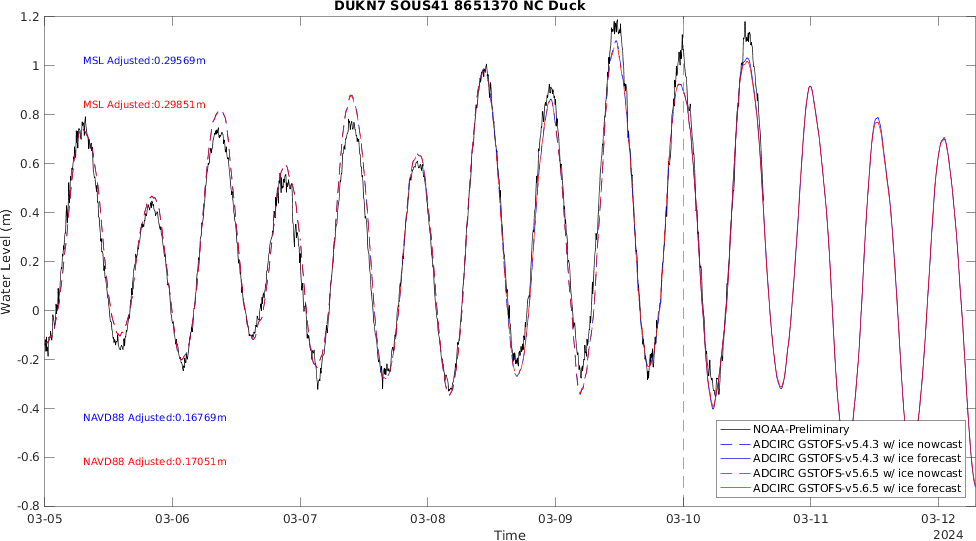 DUKN7 SOUS41 8651370 NC Duck
1.2
1
0.8
0.6
0.4
0.2
0
-0.2
-0.4
-0.6
-0.8
Water Level (m)
MSL Adjusted:0.29569m
MSL Adjusted:0.29851m
NAVD88 Adjusted:0.16769m
NAVD88 Adjusted:0.17051m
NOAA-Preliminary
ADCIRC GSTOFS-v5.4.3 w/ ice nowcast
ADCIRC GSTOFS-v5.4.3 w/ ice forecast
ADCIRC GSTOFS-v5.6.5 w/ ice nowcast
ADCIRC GSTOFS-v5.6.5 w/ ice forecast
03-05 03-06 03-07 03-08 03-09 03-10 03-11 03-12
Time
2024